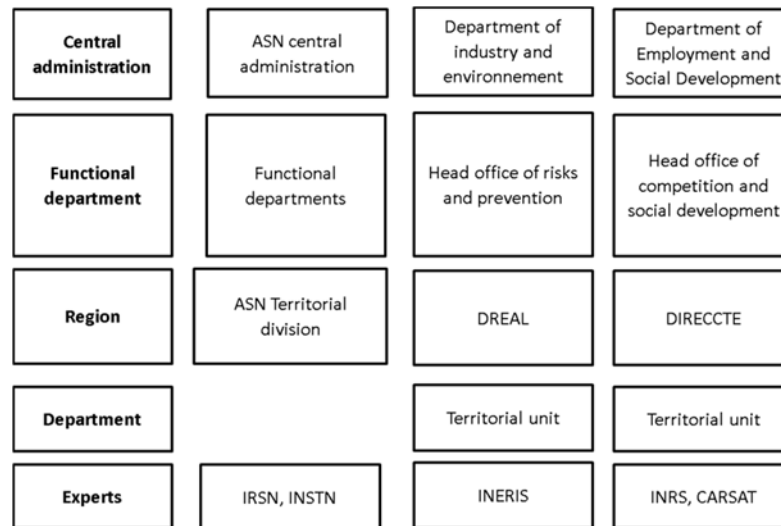 Central
administration
ASN central
administration
Department of
industry and
environnement
Department of
Employment and
Social Development
Functional
department
Functional
departments
Head office of risks
and prevention
Head office of
competition and
social development
Region
ASN Territorial
division
DREAL
DIRECCTE
Department
Territorial unit
Territorial unit
Experts
IRSN, INSTN
INERIS
INRS, CARSAT